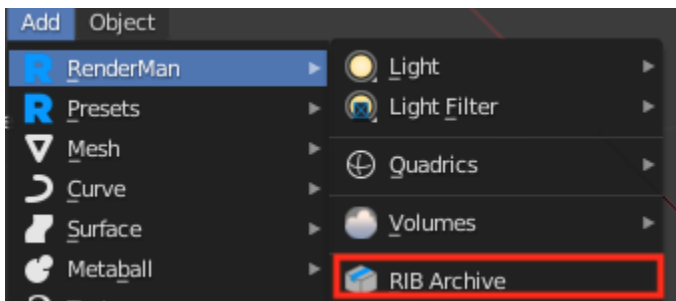 Add Object
RenderMan
Presets
Mesh
Curve
Surface
Metaball
Light
Light Filter
Quadrics
Volumes
RIB Archive